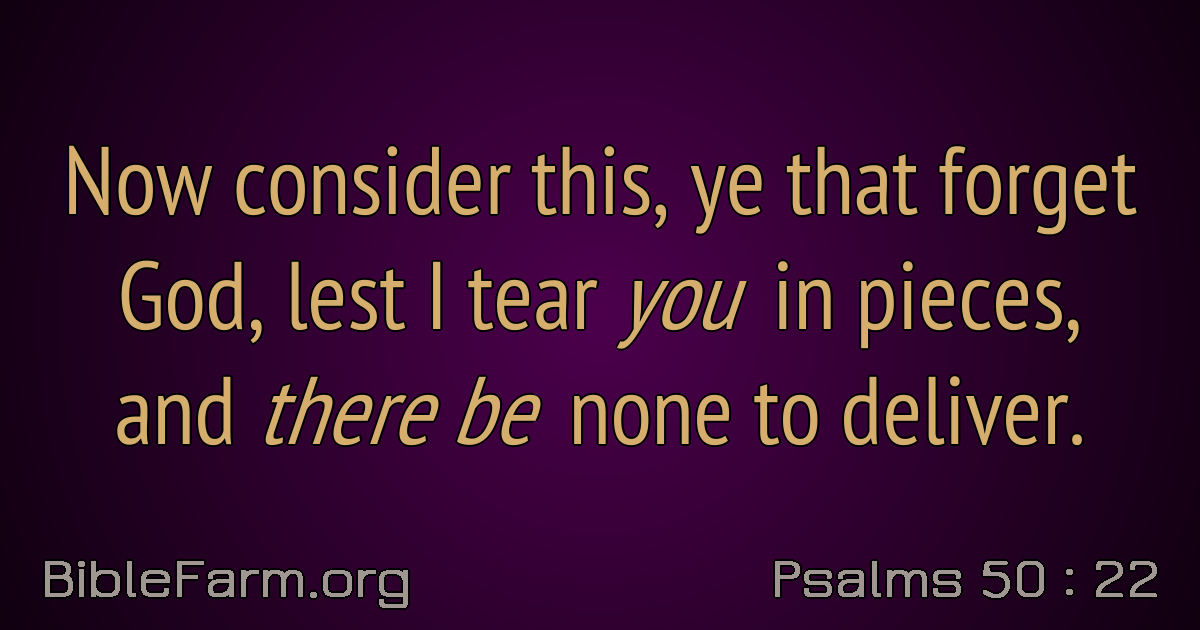 Now consider this, ye that forget
God, lest I tear you in pieces,
and there be none to deliver.
BibleFarm.org
Psalms 50 : 22